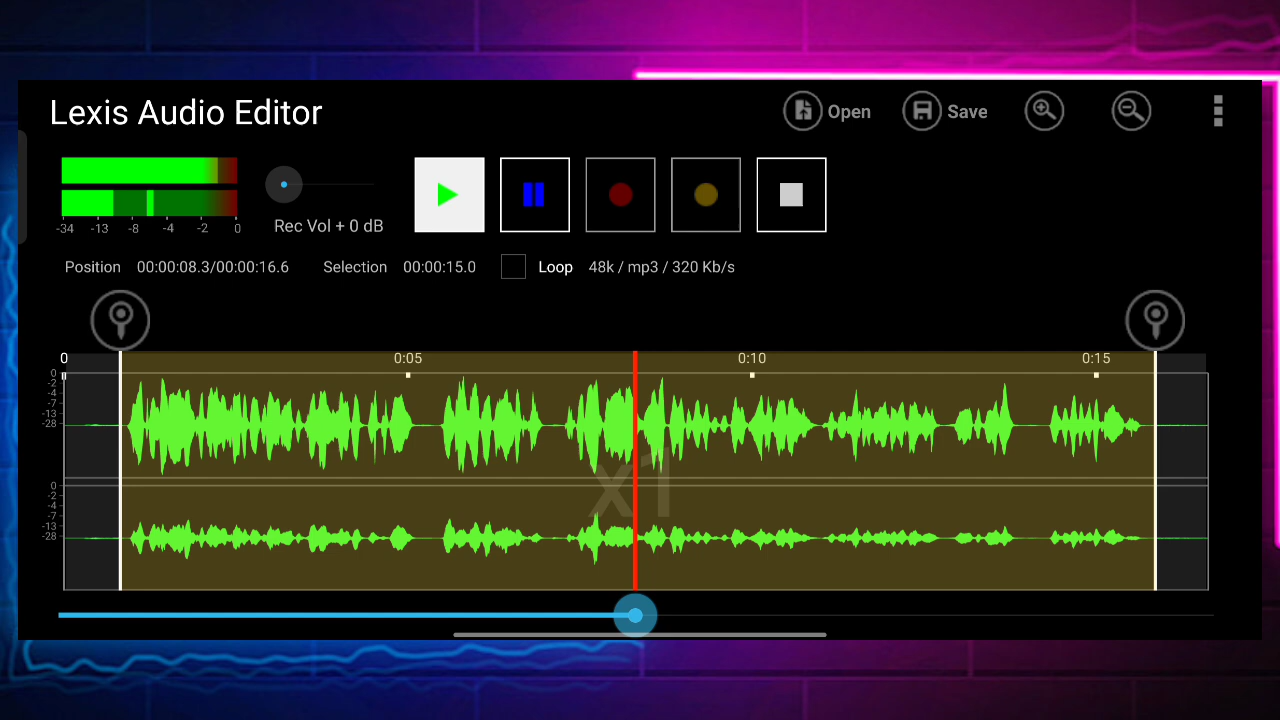 Lexis Audio Editor
Open
Save
-34 -13 -8 -4 -2 0
Rec Vol + 0 dB
Position 00:00:08.3/00:00:16.6 Selection 00:00:15.0 Loop 48k / mp3 / 320 Kb/s
0 0:05 0:10 0:15
0
-2
-4
-7
-13
-28
x1
0
-2
-4
-7
-13
-28